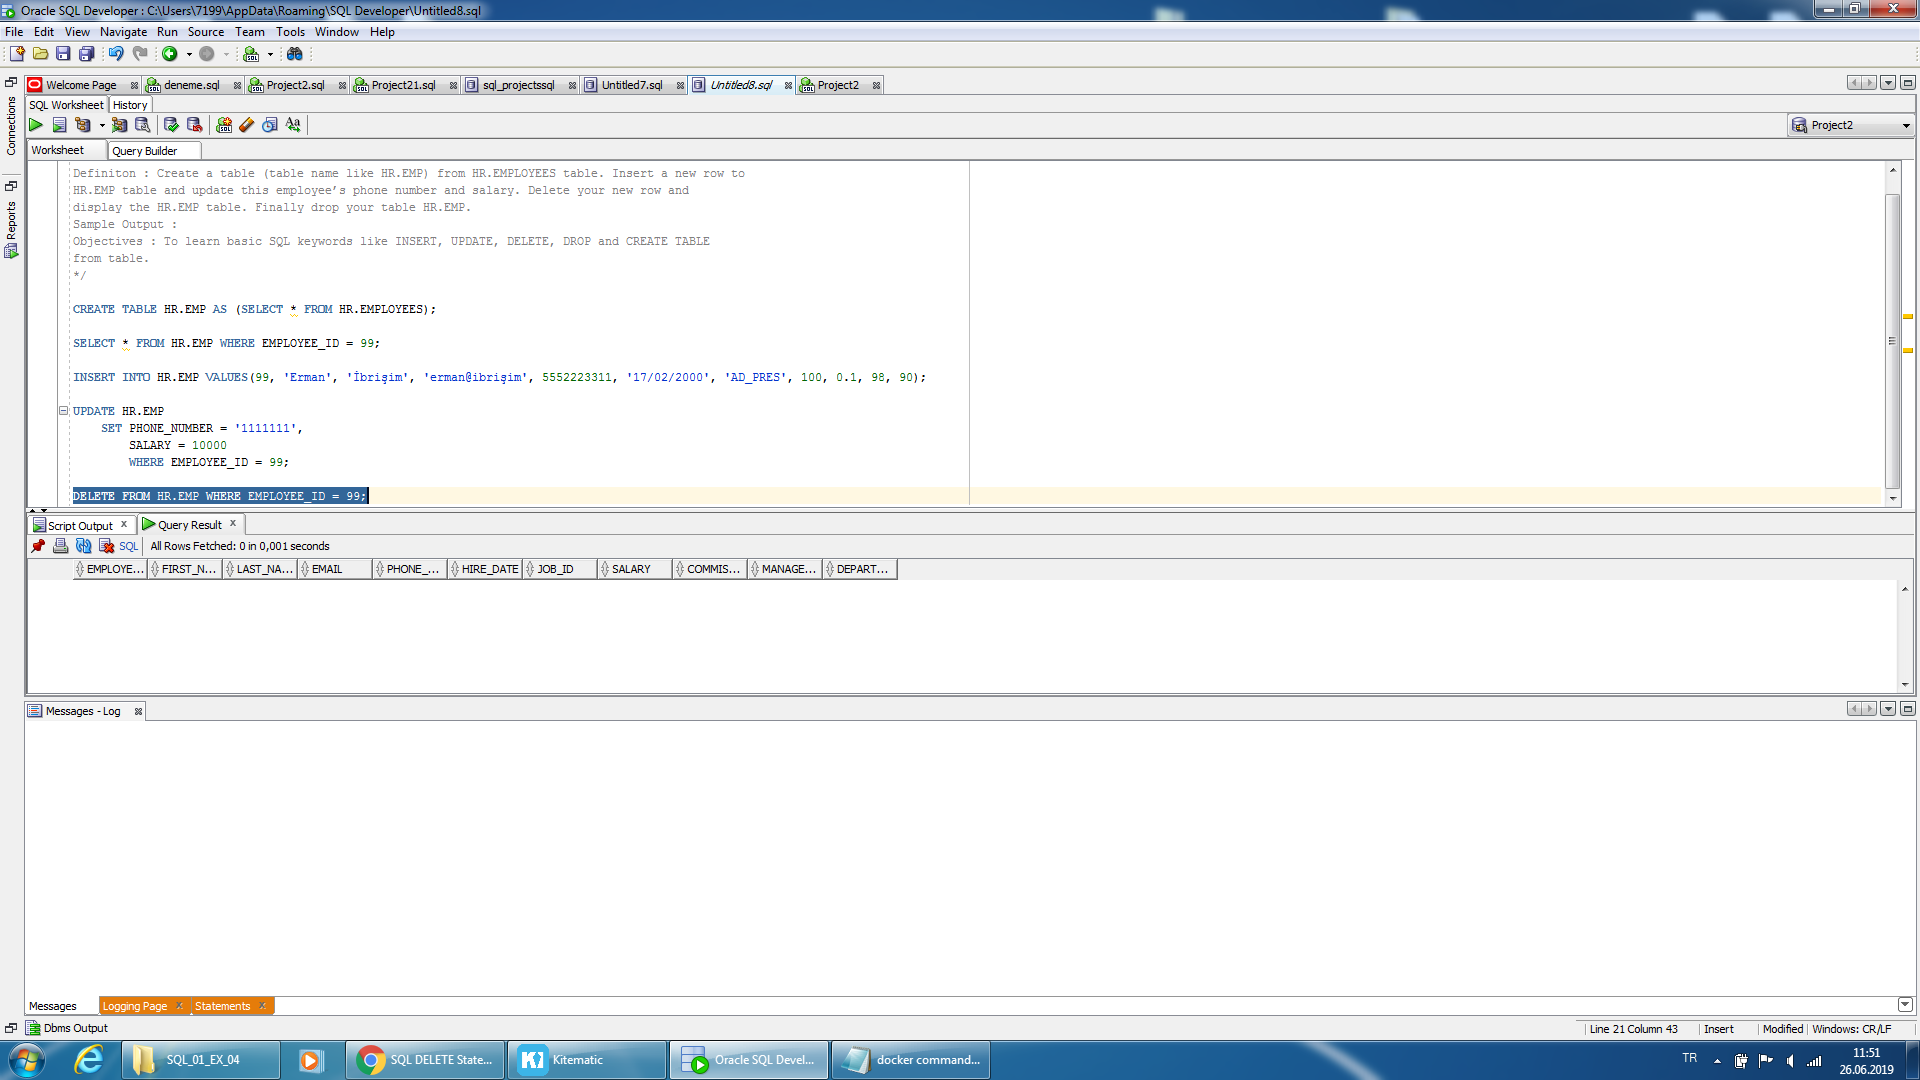 Oracle SQL Developer : C:\Users\7199\AppData\Roaming\SQL Developer\Untitled8.sql
File Edit View Navigate Run Source Team Tools Window Help
Welcome Page deneme.sql Project2.sql Project21.sql sql_projectssql Untitled7.sql Untitled8.sql Project2
SQL Worksheet History
Project2
Worksheet Query Builder
Connections
Reports
Definiton : Create a table (table name like HR.EMP) from HR.EMPLOYEES table. Insert a new row to
HR.EMP table and update this employee’s phone number and salary. Delete your new row and
display the HR.EMP table. Finally drop your table HR.EMP.
Sample Output :
Objectives : To learn basic SQL keywords like INSERT, UPDATE, DELETE, DROP and CREATE TABLE
from table.
*/
CREATE TABLE HR.EMP AS (SELECT * FROM HR.EMPLOYEES);
SELECT * FROM HR.EMP WHERE EMPLOYEE_ID = 99;
INSERT INTO HR.EMP VALUES(99, 'Erman', 'İbrişim', 'erman@ibrişim', 5552223311, '17/02/2000', 'AD_PRES', 100, 0.1, 98, 90);
UPDATE HR.EMP
SET PHONE_NUMBER = '1111111',
SALARY = 10000
WHERE EMPLOYEE_ID = 99;
DELETE FROM HR.EMP WHERE EMPLOYEE_ID = 99;
Script Output x Query Result x
SQL All Rows Fetched: 0 in 0,001 seconds
EMPLOYE... FIRST_N... LAST_NA... EMAIL PHONE_... HIRE_DATE JOB_ID SALARY COMMIS... MANAGE... DEPART...
Messages - Log
Messages Logging Page x Statements x
Dbms Output
Line 21 Column 43 Insert Modified Windows: CR/LF
SQL_01_EX_04 SQL DELETE State... Kitematic Oracle SQL Devel... docker command... TR 11:51
26.06.2019